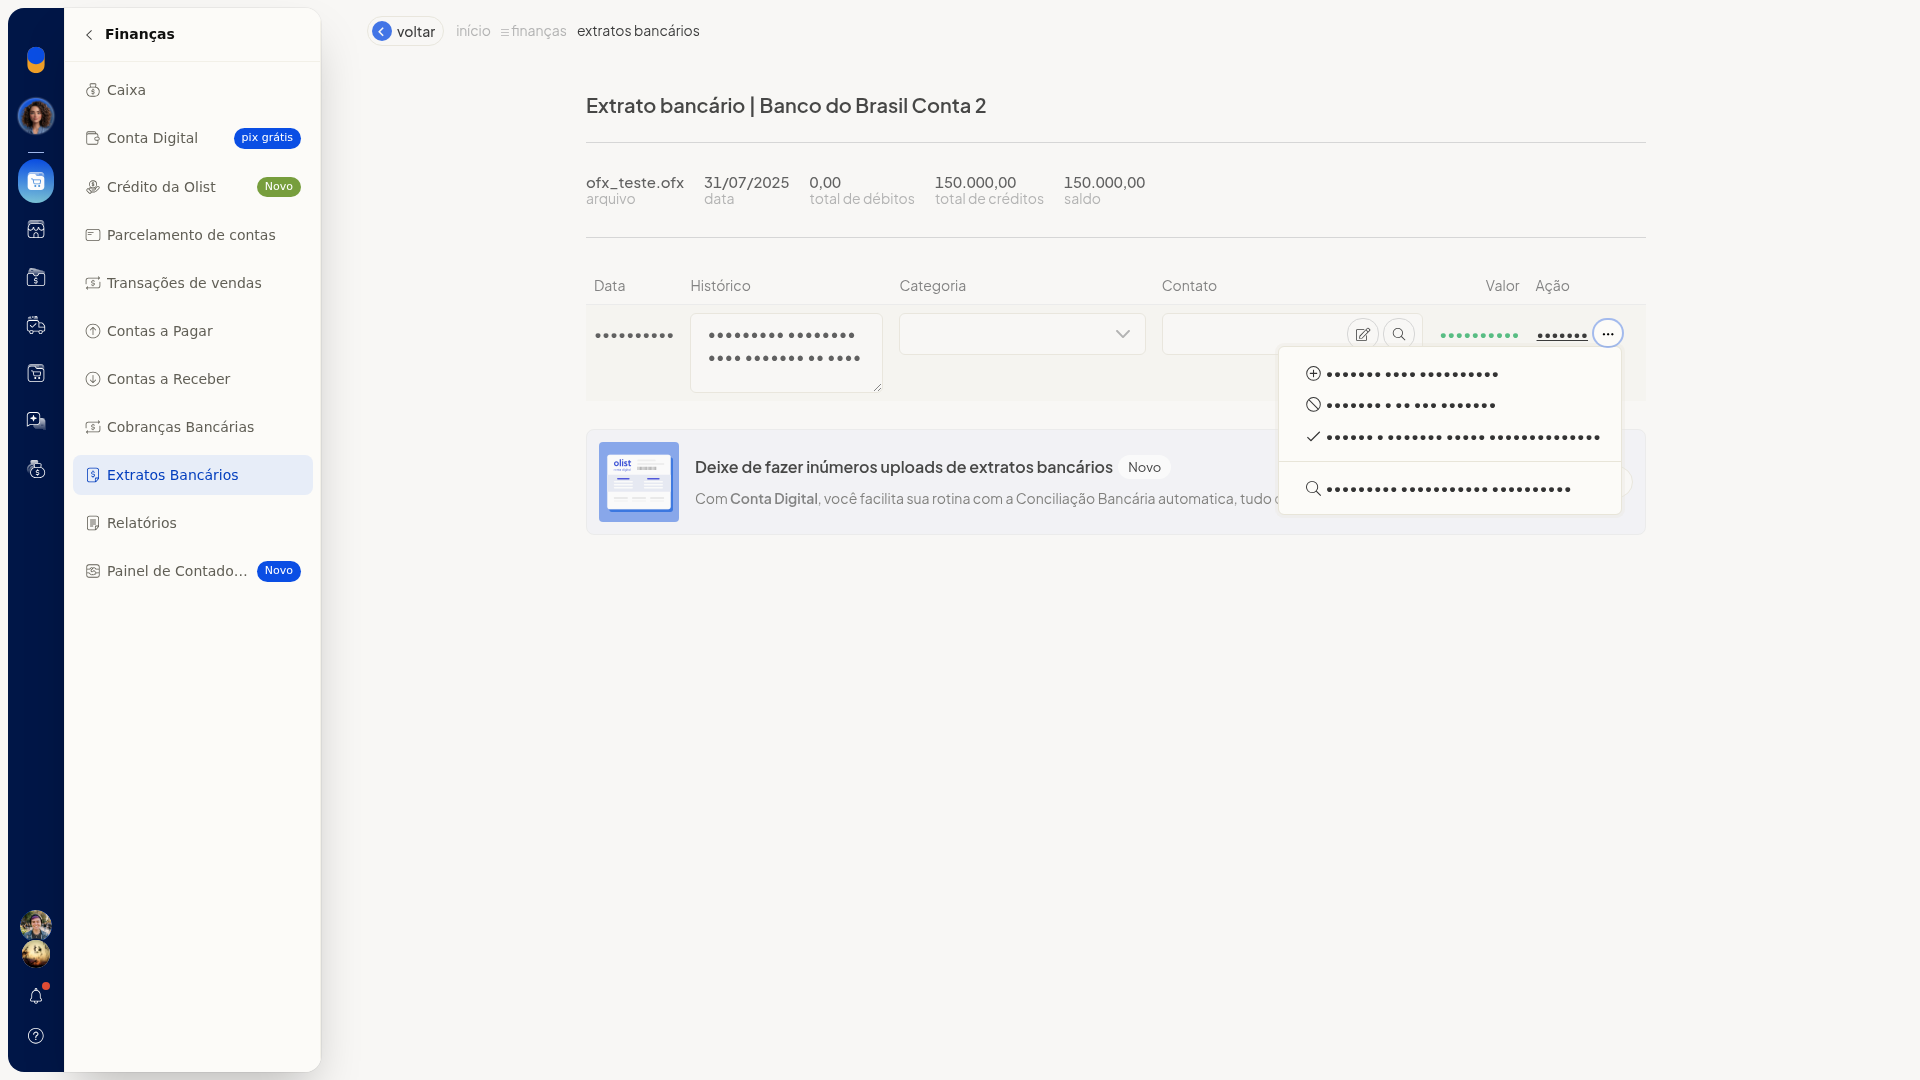 Finanças
Caixa
Conta Digital pix grátis
Crédito da Olist Novo
Parcelamento de contas
Transações de vendas
Contas a Pagar
Contas a Receber
Cobranças Bancárias
Extratos Bancários
Relatórios
Painel de Contado... Novo
voltar início finanças extratos bancários
Extrato bancário | Banco do Brasil Conta 2
ofx_teste.ofx 31/07/2025 0,00 150.000,00 150.000,00
arquivo data total de débitos total de créditos saldo
Data Histórico Categoria Contato Valor Ação
olist
Deixe de fazer inúmeros uploads de extratos bancários Novo
Com Conta Digital, você facilita sua rotina com a Conciliação Bancária automatica, tudo